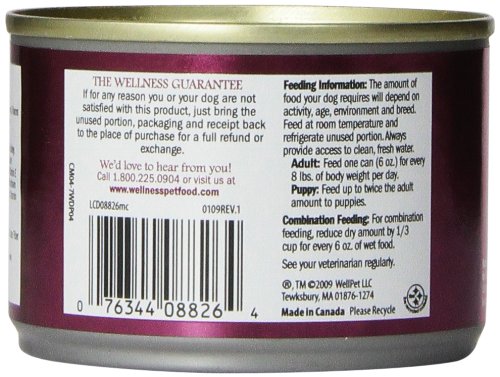 THE WELLNESS GUARANTEE
If for any reason you or your dog are not
satisfied with this product, just bring the
unused portion, packaging and receipt back
to the place of purchase for a full refund or
exchange.
We'd love to hear from you!
Call 1.800.225.0904 or visit us at
www.wellnesspetfood.com
LCD08826mc 0109REV.1
CM04-7WDP04
0 76344 08826 4
Feeding Information: The amount of
food your dog requires will depend on
activity, age, environment and breed.
Feed at room temperature and
refrigerate unused portion. Always
provide access to clean, fresh water.
Adult: Feed one can (6 oz.) for every
8 lbs. of body weight per day.
Puppy: Feed up to twice the adult
amount to puppies.
Combination Feeding: For combination
feeding, reduce dry amount by 1/3
cup for every 6 oz. of wet food.
See your veterinarian regularly.
®, TM ©2009 WellPet LLC
Tewksbury, MA 01876-1274
Made in Canada Please Recycle